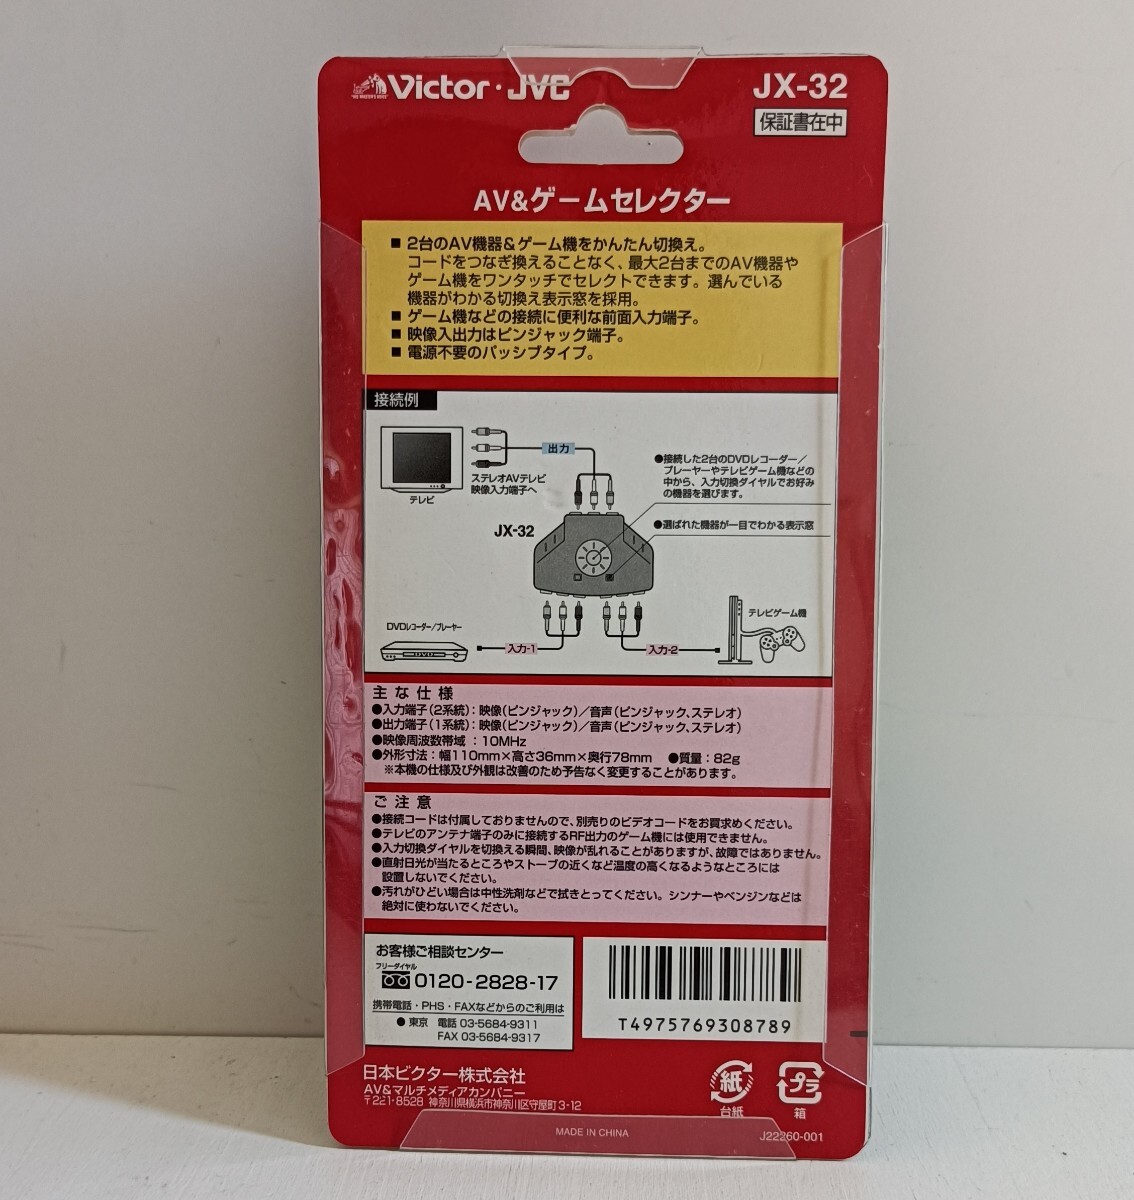 Victor・JVC
JX-32
保証書在中
AV&ゲームセレクター
■ 2台のAV機器&ゲーム機をかんたん切換え。
コードをつなぎ換えることなく、最大2台までのAV機器や
ゲーム機をワンタッチでセレクトできます。選んでいる
機器がわかる切換え表示窓を採用。
■ ゲーム機などの接続に便利な前面入力端子。
■ 映像入出力はピンジャック端子。
■ 電源不要のパッシブタイプ。
接続例
テレビ
ステレオAVテレビ
映像入力端子へ
出力
JX-32
●接続した2台のDVDレコーダー／
プレーヤーやテレビゲーム機などの
中から、入力切換ダイヤルでお好み
の機器を選びます。
●選ばれた機器が一目でわかる表示窓
DVDレコーダー/プレーヤー
DVD
入力-1
入力-2
テレビゲーム機
主な仕様
●入力端子（2系統）：映像（ピンジャック）／音声（ピンジャック、ステレオ）
●出力端子（1系統）：映像（ピンジャック）／音声（ピンジャック、ステレオ）
●映像周波数帯域：10MHz
●外形寸法：幅110mm×高さ36mm×奥行78mm ●質量：82g
※本機の仕様及び外観は改善のため予告なく変更することがあります。
ご注意
●接続コードは付属しておりませんので、別売りのビデオコードをお買求めください。
●テレビのアンテナ端子のみに接続するRF出力のゲーム機には使用できません。
●入力切換ダイヤルを切換える瞬間、映像が乱れることがありますが、故障ではありません。
●直射日光が当たるところやストーブの近くなど温度の高くなるようなところには
設置しないでください。
●汚れがひどい場合は中性洗剤などで拭きとってください。シンナーやベンジンなどは
絶対に使わないでください。
お客様ご相談センター
フリーダイヤル
0120-2828-17
携帯電話・PHS・FAXなどからのご利用は
●東京 電話 03-5684-9311
FAX 03-5684-9317
T4975769308789
日本ビクター株式会社
AV&マルチメディアカンパニー
〒221-8528 神奈川県横浜市神奈川区守屋町3-12
紙
台紙
プラ
箱
MADE IN CHINA
J22260-001